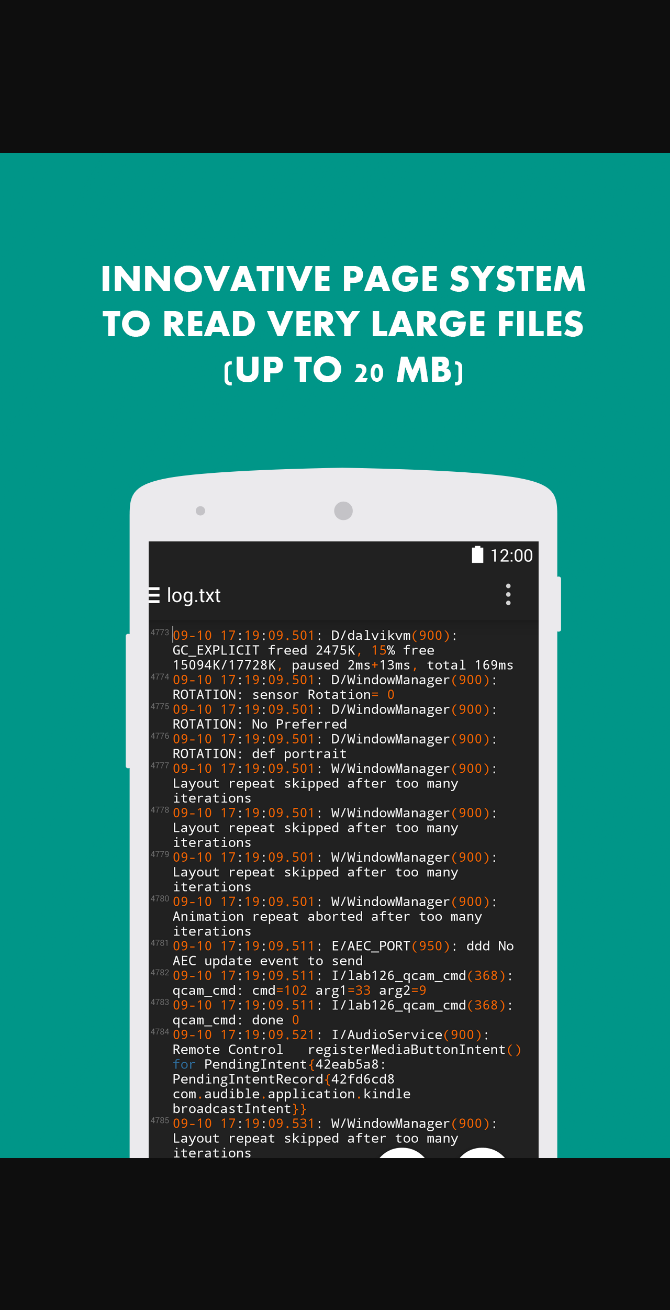 INNOVATIVE PAGE SYSTEM
TO READ VERY LARGE FILES
(UP TO 20 MB)
12:00
log.txt
4773 09-10 17:19:09.501: D/dalvikvm(900):
GC_EXPLICIT freed 2475K, 15% free
15094K/17728K, paused 2ms+13ms, total 169ms
4774 09-10 17:19:09.501: D/WindowManager(900):
ROTATION: sensor Rotation= 0
4775 09-10 17:19:09.501: D/WindowManager(900):
ROTATION: No Preferred
4776 09-10 17:19:09.501: D/WindowManager(900):
ROTATION: def portrait
4777 09-10 17:19:09.501: W/WindowManager(900):
Layout repeat skipped after too many
iterations
4778 09-10 17:19:09.501: W/WindowManager(900):
Layout repeat skipped after too many
iterations
4779 09-10 17:19:09.501: W/WindowManager(900):
Layout repeat skipped after too many
iterations
4780 09-10 17:19:09.501: W/WindowManager(900):
Animation repeat aborted after too many
iterations
4781 09-10 17:19:09.511: E/AEC_PORT(950): ddd No
AEC update event to send
4782 09-10 17:19:09.511: I/lab126_qcam_cmd(368):
qcam_cmd: cmd=102 arg1=33 arg2=9
4783 09-10 17:19:09.511: I/lab126_qcam_cmd(368):
qcam_cmd: done 0
4784 09-10 17:19:09.521: I/AudioService(900):
Remote Control   registerMediaButtonIntent()
for PendingIntent{42eab5a8:
PendingIntentRecord{42fd6cd8
com.audible.application.kindle
broadcastIntent}}
4785 09-10 17:19:09.531: W/WindowManager(900):
Layout repeat skipped after too many
iterations